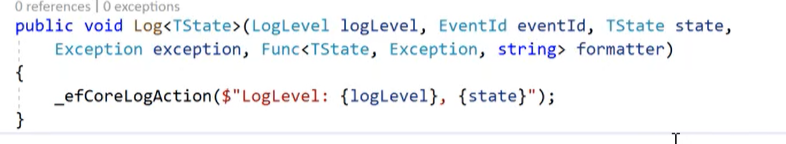 0 references | 0 exceptions
public void Log<TState>(LogLevel logLevel, EventId eventId, TState state,
Exception exception, Func<TState, Exception, string> formatter)
{
_efCoreLogAction($"LogLevel: {logLevel}, {state}");
}